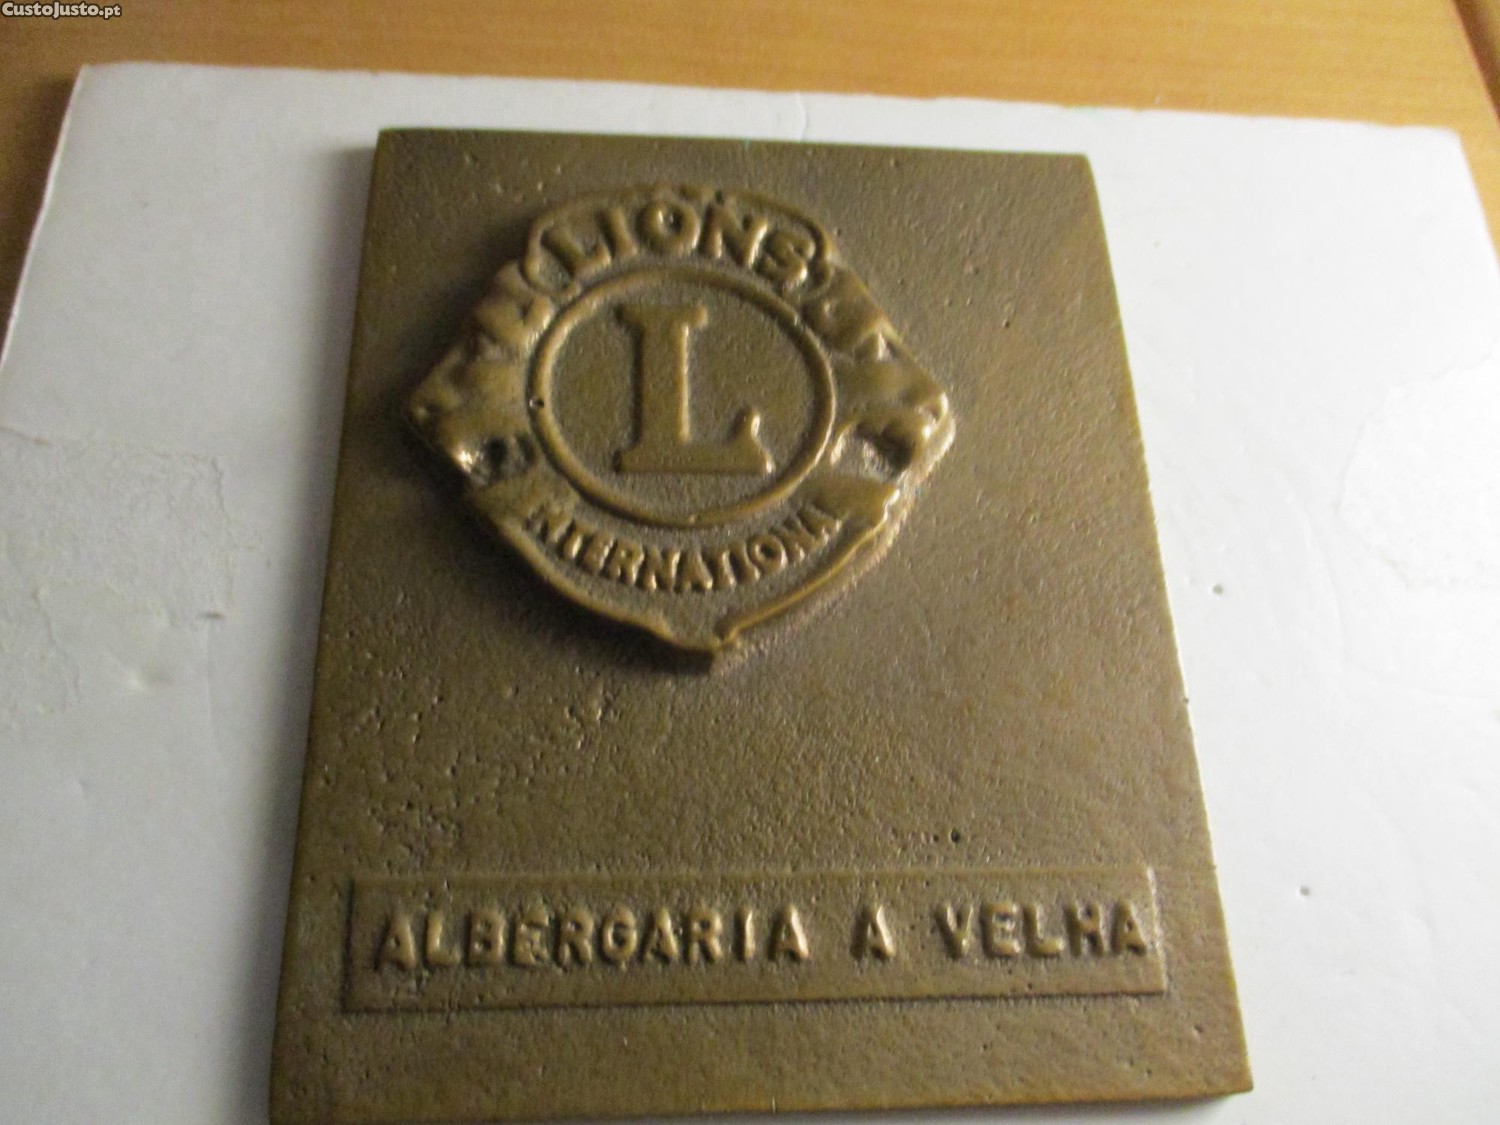 CustoJusto.pt
LIONS
L
INTERNATIONAL
ALBERGARIA A VELHA